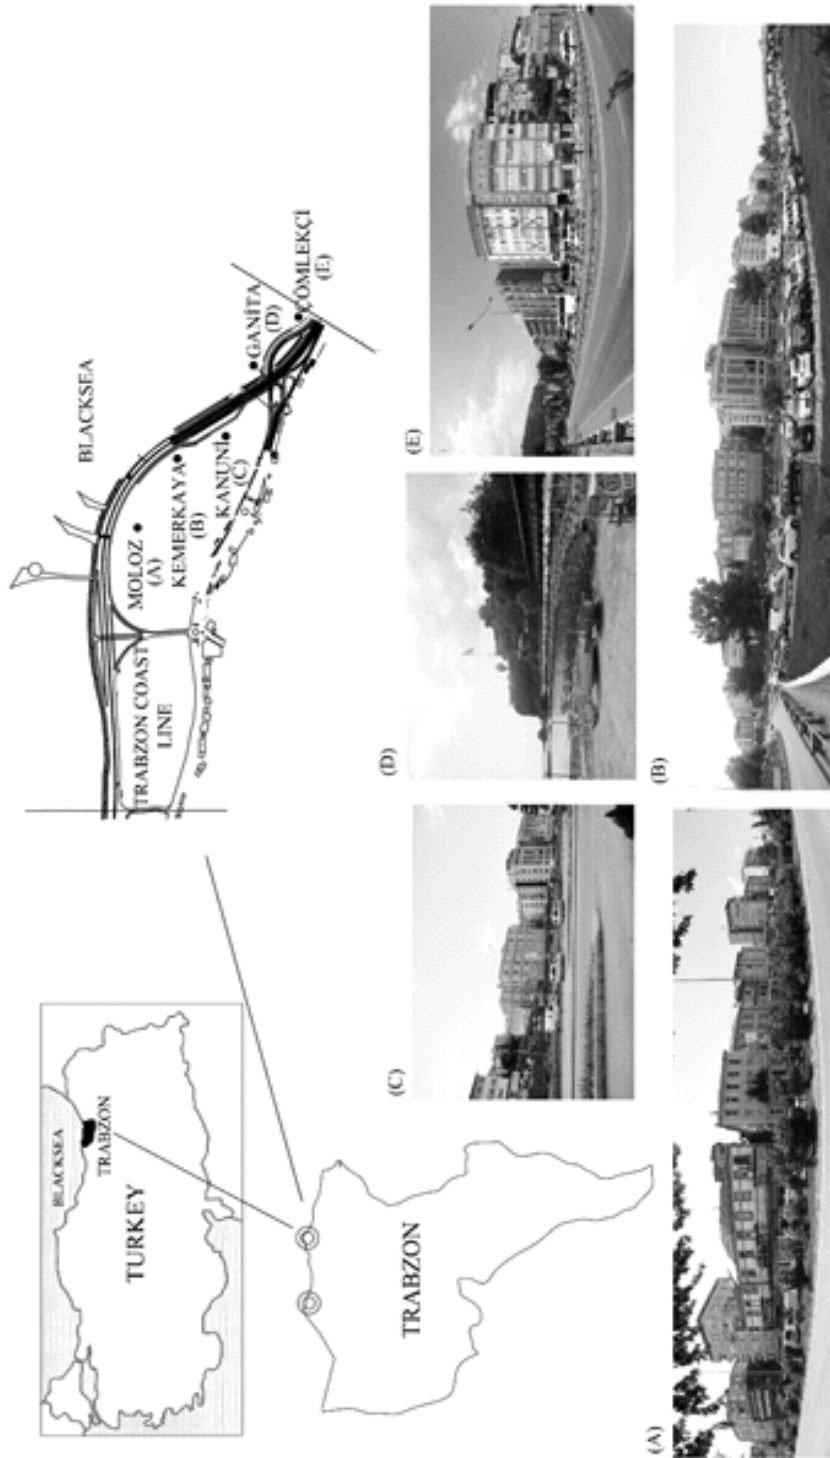 BLACKSEA
TRABZON
TURKEY
TRABZON
BLACKSEA
TRABZON COAST
LINE
MOLOZ
(A)
KEMERKAYA
(B)
KANUNİ
(C)
GANİTA
(D)
ÇÖMLEKÇİ
(E)
(C)
(D)
(E)
(A)
(B)